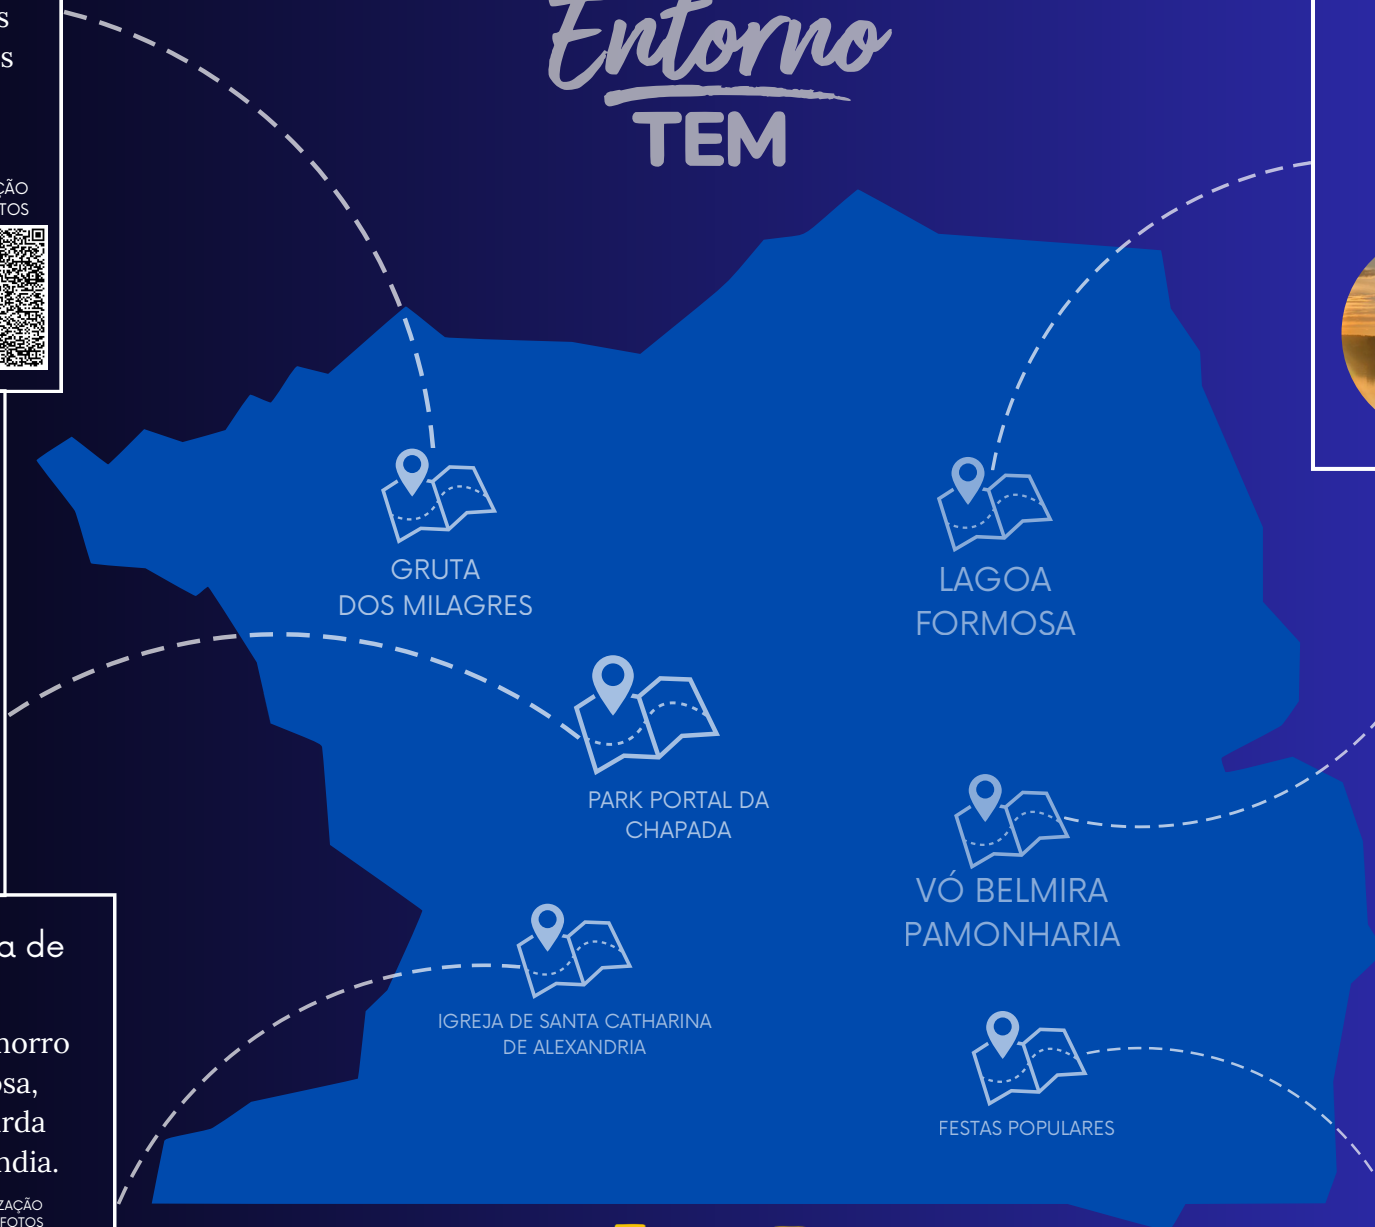 Entorno
TEM
GRUTA
DOS MILAGRES
LAGOA
FORMOSA
PARK PORTAL DA
CHAPADA
VÓ BELMIRA
PAMONHARIA
IGREJA DE SANTA CATHARINA
DE ALEXANDRIA
FESTAS POPULARES
a de